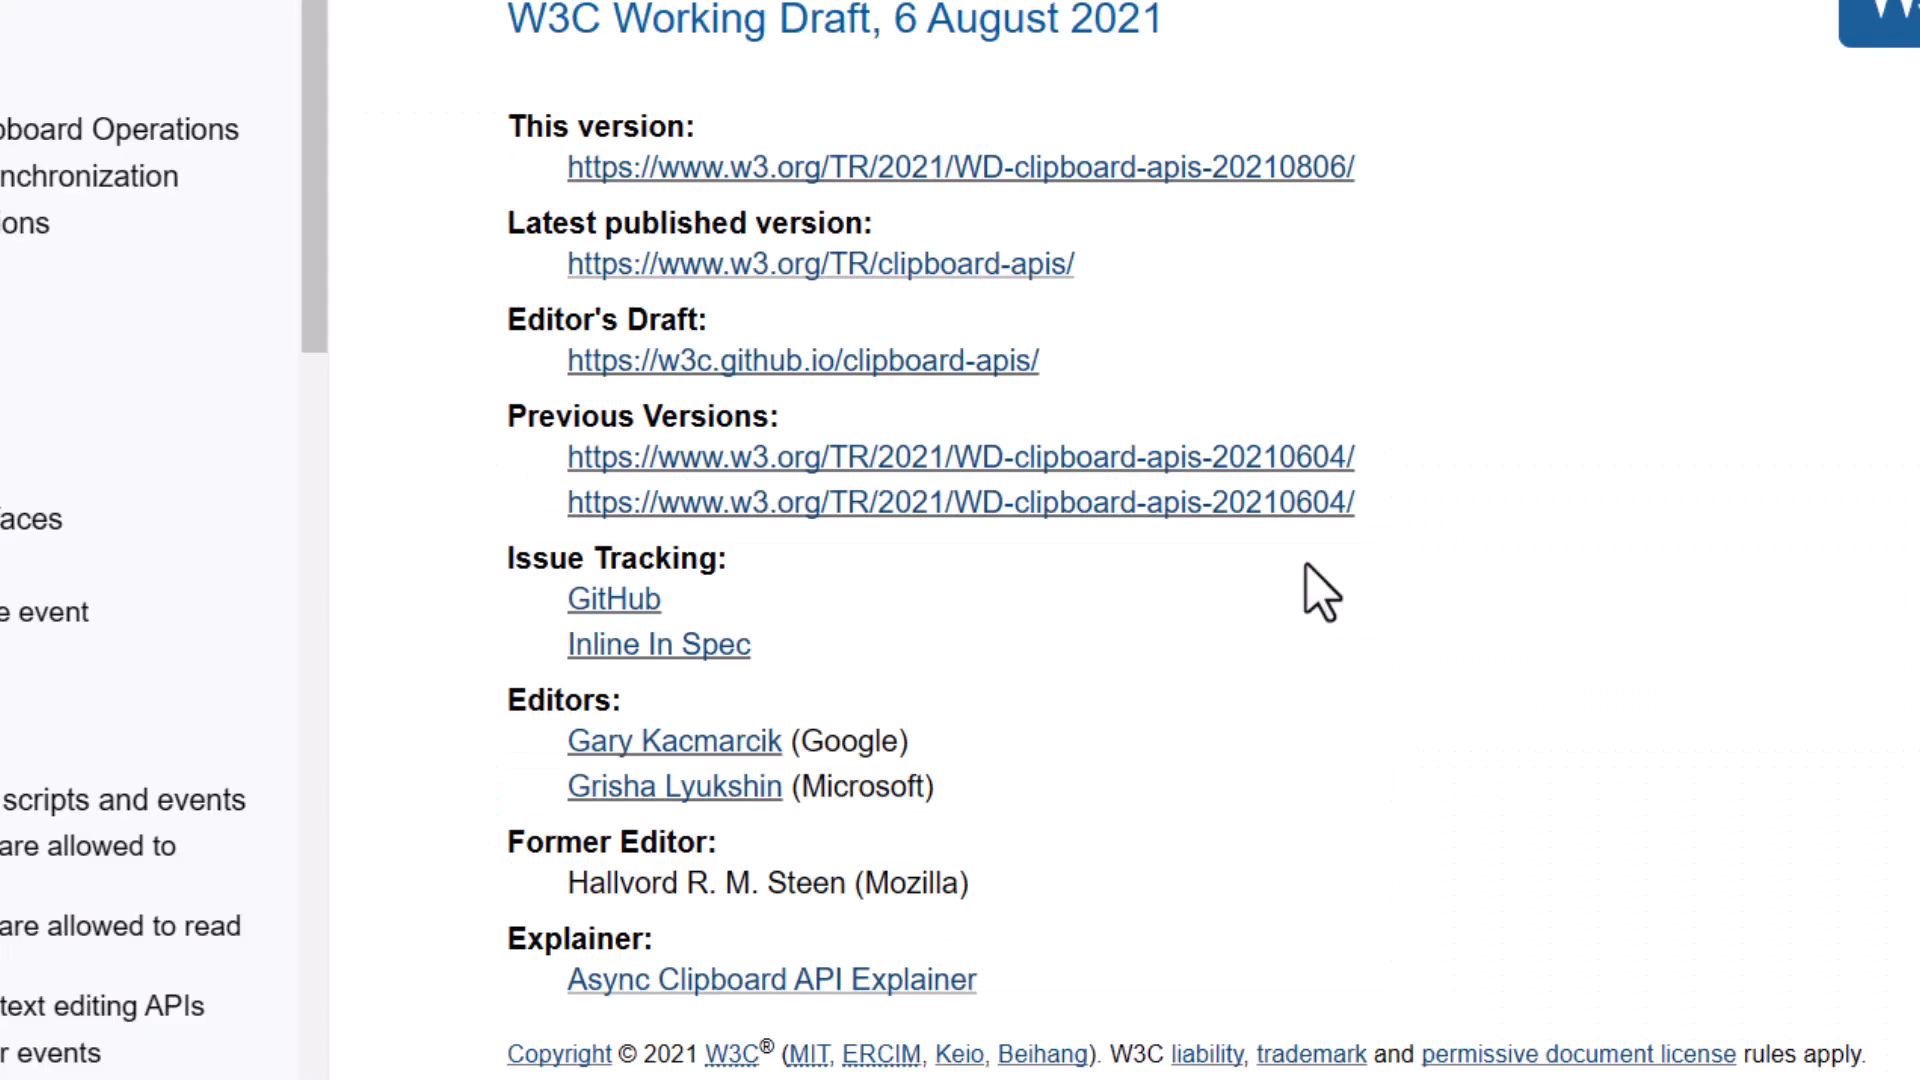 W3C Working Draft, 6 August 2021
pboard Operations
nchronization
ions
aces
e event
scripts and events
are allowed to
are allowed to read
text editing APIs
r events
This version:
https://www.w3.org/TR/2021/WD-clipboard-apis-20210806/
Latest published version:
https://www.w3.org/TR/clipboard-apis/
Editor's Draft:
https://w3c.github.io/clipboard-apis/
Previous Versions:
https://www.w3.org/TR/2021/WD-clipboard-apis-20210604/
https://www.w3.org/TR/2021/WD-clipboard-apis-20210604/
Issue Tracking:
GitHub
Inline In Spec
Editors:
Gary Kacmarcik (Google)
Grisha Lyukshin (Microsoft)
Former Editor:
Hallvord R. M. Steen (Mozilla)
Explainer:
Async Clipboard API Explainer
Copyright © 2021 W3C® (MIT, ERCIM, Keio, Beihang). W3C liability, trademark and permissive document license rules apply.